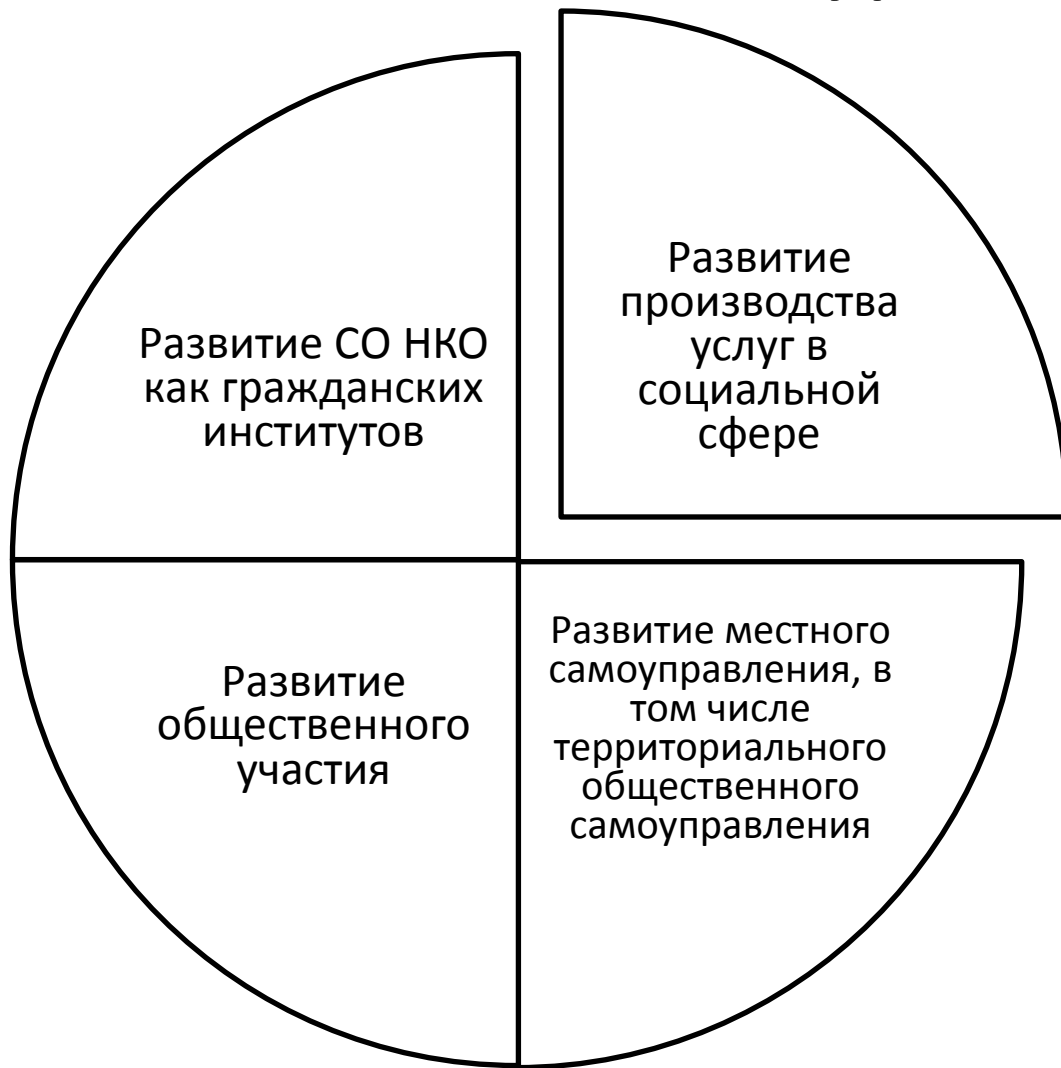 Развитие
производства
услуг в
социальной
сфере
Развитие СО НКО
как гражданских
институтов
Развитие
общественного
участия
Развитие местного
самоуправления, в
том числе
территориального
общественного
самоуправления